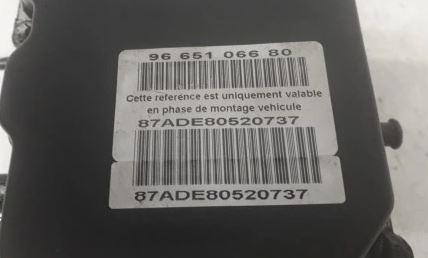 96 651 066 80
Cette reference est uniquement valable
en phase de montage vehicule
87ADE80520737
87ADE80520737